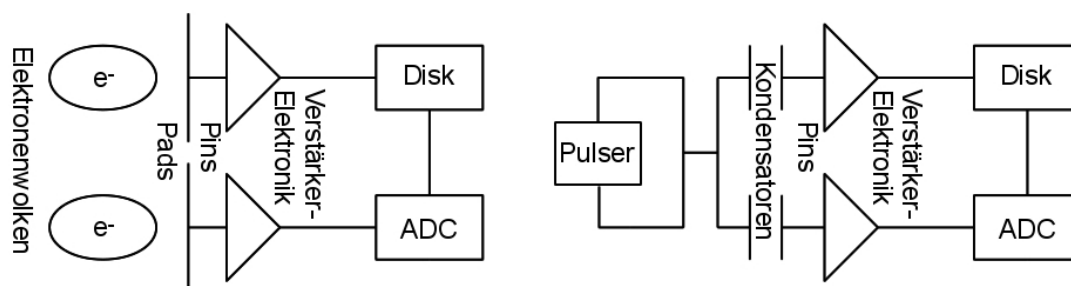 Elektronenwolken
e-
e-
Pads
Pins
Verstärker-
Elektronik
Disk
ADC
Pulser
Kondensatoren
Pins
Verstärker-
Elektronik
Disk
ADC